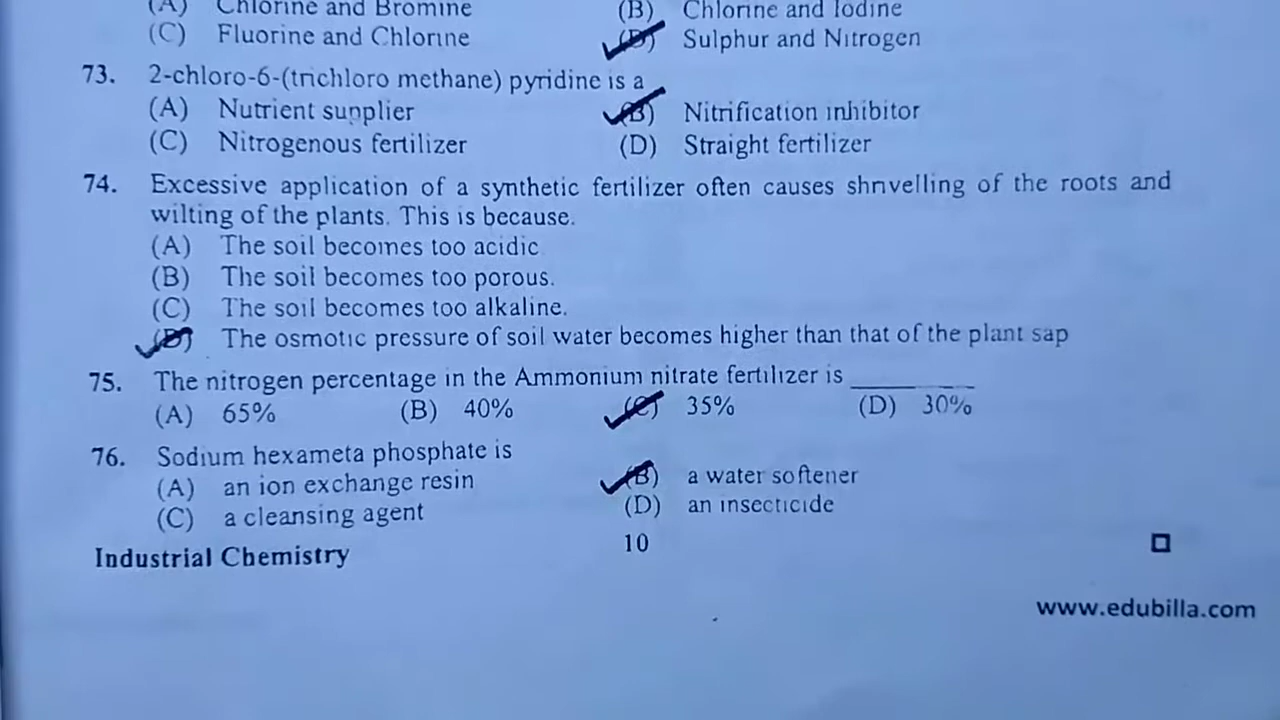 (A) Chlorine and Bromine (B) Chlorine and Iodine
(C) Fluorine and Chlorine (D) Sulphur and Nitrogen
73. 2-chloro-6-(trichloro methane) pyridine is a
(A) Nutrient supplier (B) Nitrification inhibitor
(C) Nitrogenous fertilizer (D) Straight fertilizer
74. Excessive application of a synthetic fertilizer often causes shrivelling of the roots and
wilting of the plants. This is because.
(A) The soil becomes too acidic
(B) The soil becomes too porous.
(C) The soil becomes too alkaline.
(D) The osmotic pressure of soil water becomes higher than that of the plant sap
75. The nitrogen percentage in the Ammonium nitrate fertilizer is ________
(A) 65% (B) 40% (C) 35% (D) 30%
76. Sodium hexameta phosphate is
(A) an ion exchange resin (B) a water softener
(C) a cleansing agent (D) an insecticide
Industrial Chemistry 10
www.edubilla.com